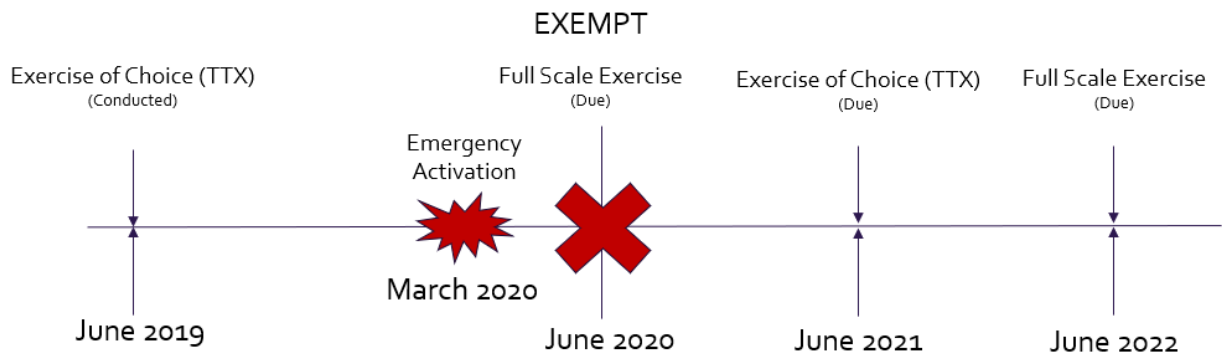 EXEMPT
Exercise of Choice (TTX)
(Conducted)
Full Scale Exercise
(Due)
Exercise of Choice (TTX)
(Due)
Full Scale Exercise
(Due)
Emergency
Activation
March 2020
June 2019
June 2020
June 2021
June 2022